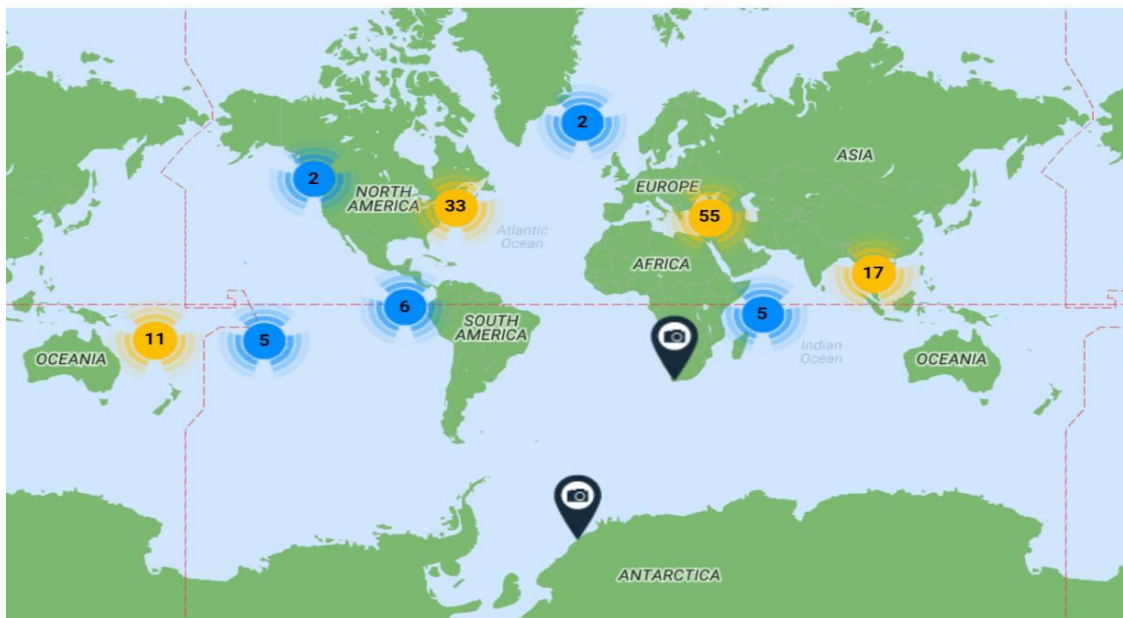 2
ASIA
2
NORTH
AMERICA
EUROPE
33
55
Atlantic
Ocean
AFRICA
17
6
5
SOUTH
AMERICA
11
5
Indian
Ocean
OCEANIA
OCEANIA
ANTARCTICA